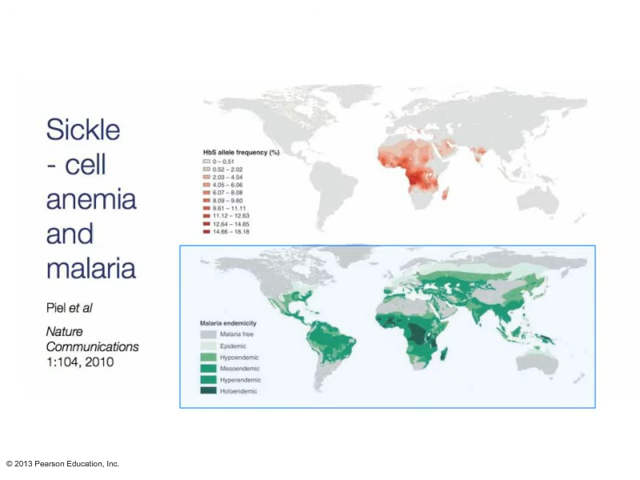 Sickle
- cell
anemia
and
malaria
Piel et al
Nature
Communications
1:104, 2010
HbS allele frequency (%)
0 – 0.51
0.52 – 2.02
2.03 – 4.04
4.05 – 6.06
6.07 – 8.08
8.09 – 9.60
9.61 – 11.11
11.12 – 12.63
12.64 – 14.65
14.66 – 18.18
Malaria endemicity
Malaria free
Epidemic
Hypoendemic
Mesoendemic
Hyperendemic
Holoendemic
© 2013 Pearson Education, Inc.